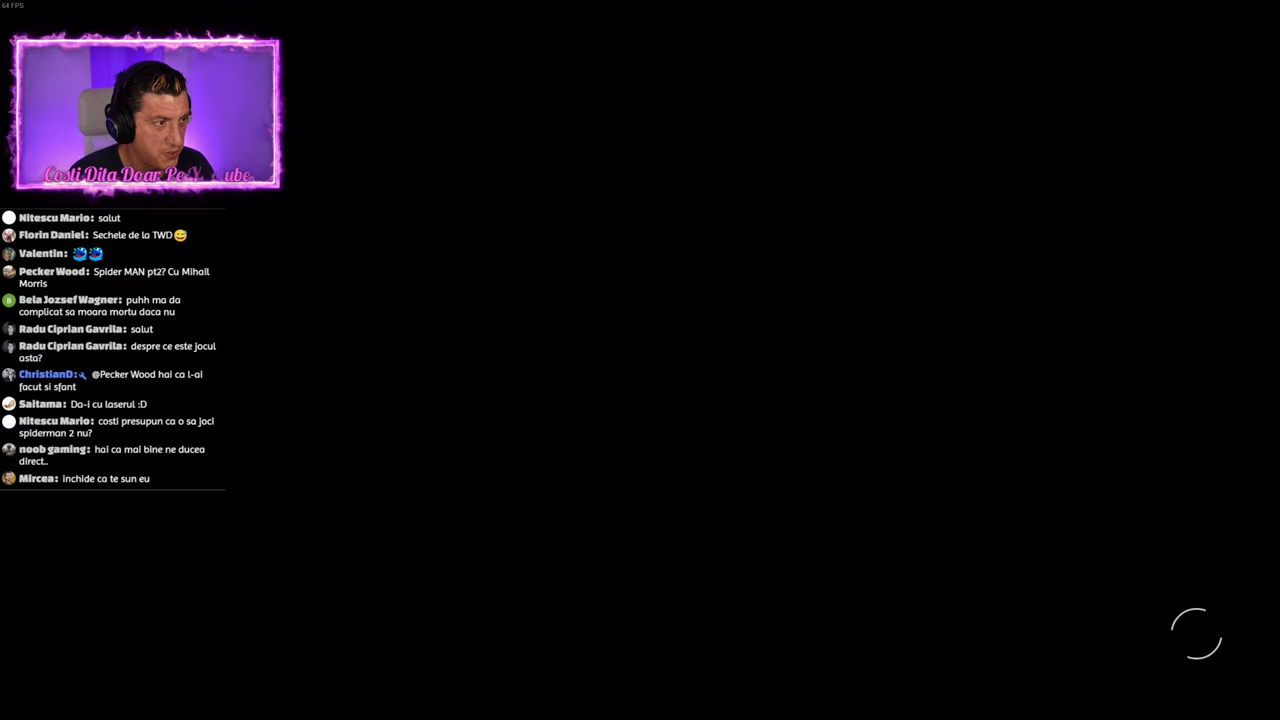 64 FPS
Costi Dita Doar Pe Y ube
Nitescu Mario: salut
Florin Daniel: Sechele de la TWD😅
Valentin:
Pecker Wood: Spider MAN pt2? Cu Mihail
Morris
B
Bela Jozsef Wagner: puhh ma da
complicat sa moara mortu daca nu
Radu Ciprian Gavrila: salut
Radu Ciprian Gavrila: despre ce este jocul
asta?
ChristianD: @Pecker Wood hai ca l-ai
facut si sfant
Saitama: Da-i cu laserul :D
Nitescu Mario: costi presupun ca o sa joci
spiderman 2 nu?
noob gaming: hai ca mai bine ne ducea
direct..
Mircea: inchide ca te sun eu